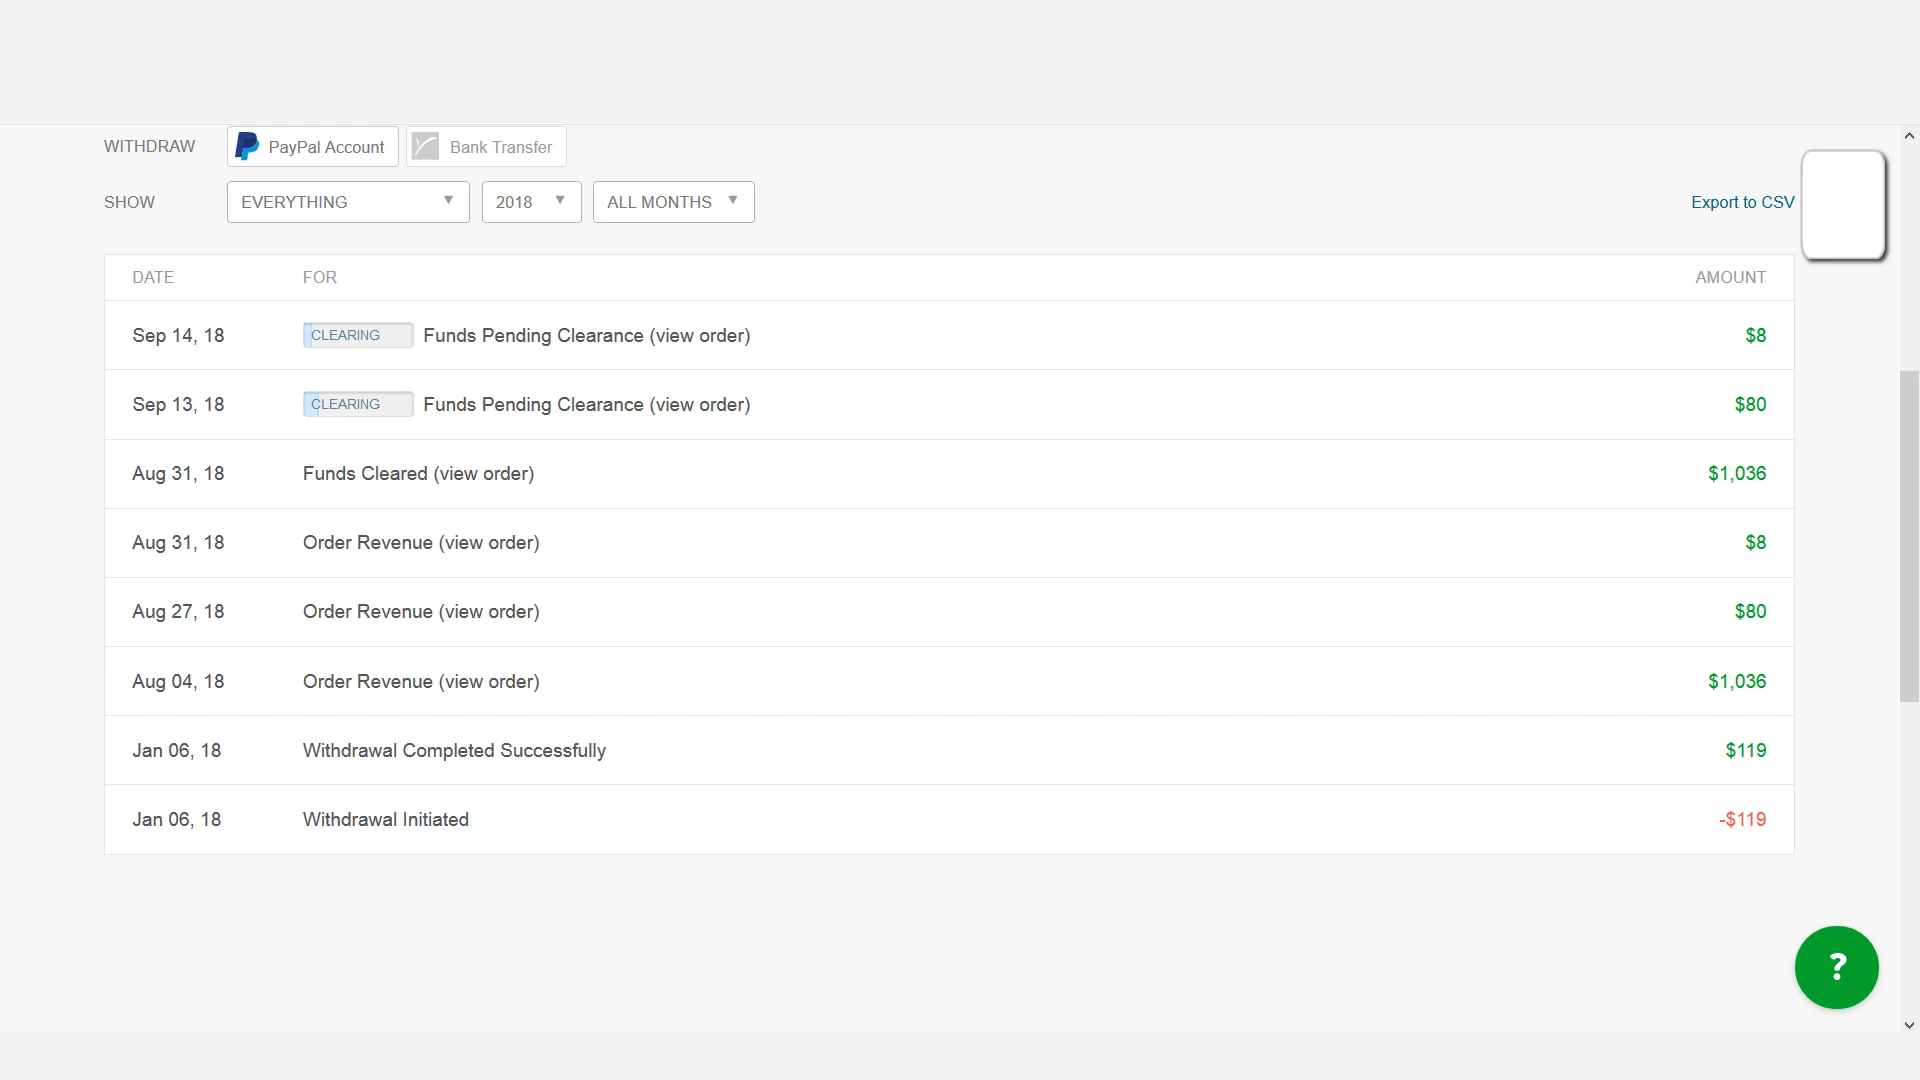 WITHDRAW PayPal Account Bank Transfer
SHOW EVERYTHING 2018 ALL MONTHS Export to CSV
DATE FOR AMOUNT
Sep 14, 18 CLEARING Funds Pending Clearance (view order) $8
Sep 13, 18 CLEARING Funds Pending Clearance (view order) $80
Aug 31, 18 Funds Cleared (view order) $1,036
Aug 31, 18 Order Revenue (view order) $8
Aug 27, 18 Order Revenue (view order) $80
Aug 04, 18 Order Revenue (view order) $1,036
Jan 06, 18 Withdrawal Completed Successfully $119
Jan 06, 18 Withdrawal Initiated -$119
?